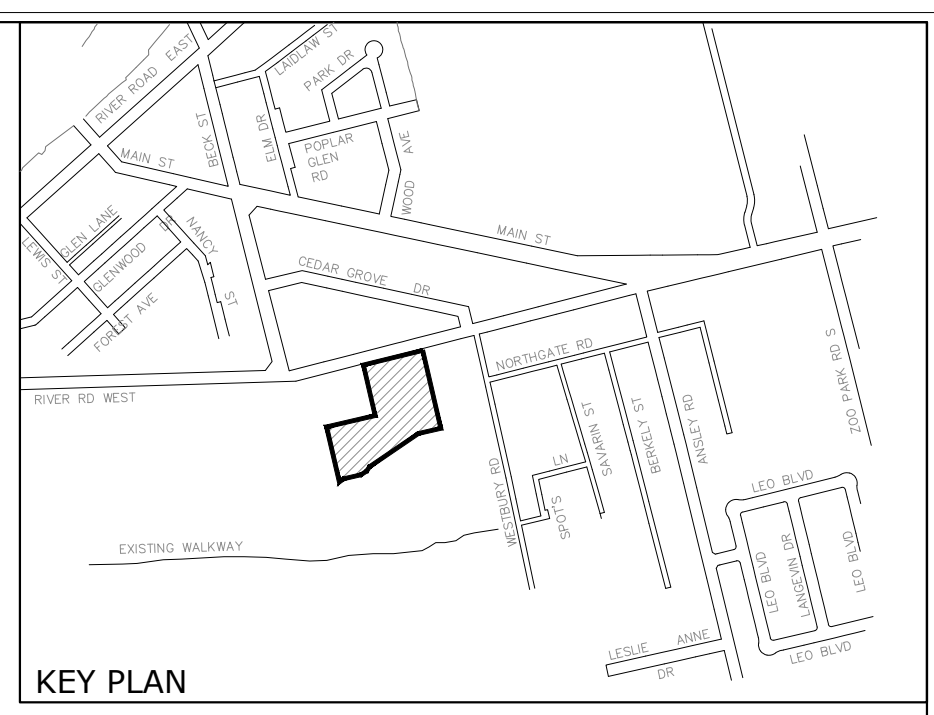 RIVER ROAD EAST
LAIDLAW ST
PARK DR
BECK ST
ELM DR
POPLAR
GLEN
RD
WOOD AVE
MAIN ST
GLEN LANE
LEWIS ST
GLENWOOD DR
NANCY ST
FOREST AVE
MAIN ST
CEDAR GROVE DR
NORTHGATE RD
RIVER RD WEST
ZOO PARK RD S
SAVARIN ST
BERKELY ST
ANSLEY RD
WESTBURY RD
SPOT'S LN
LEO BLVD
EXISTING WALKWAY
LEO BLVD
LANGEVIN DR
LEO BLVD
LESLIE ANNE
DR
LEO BLVD
KEY PLAN